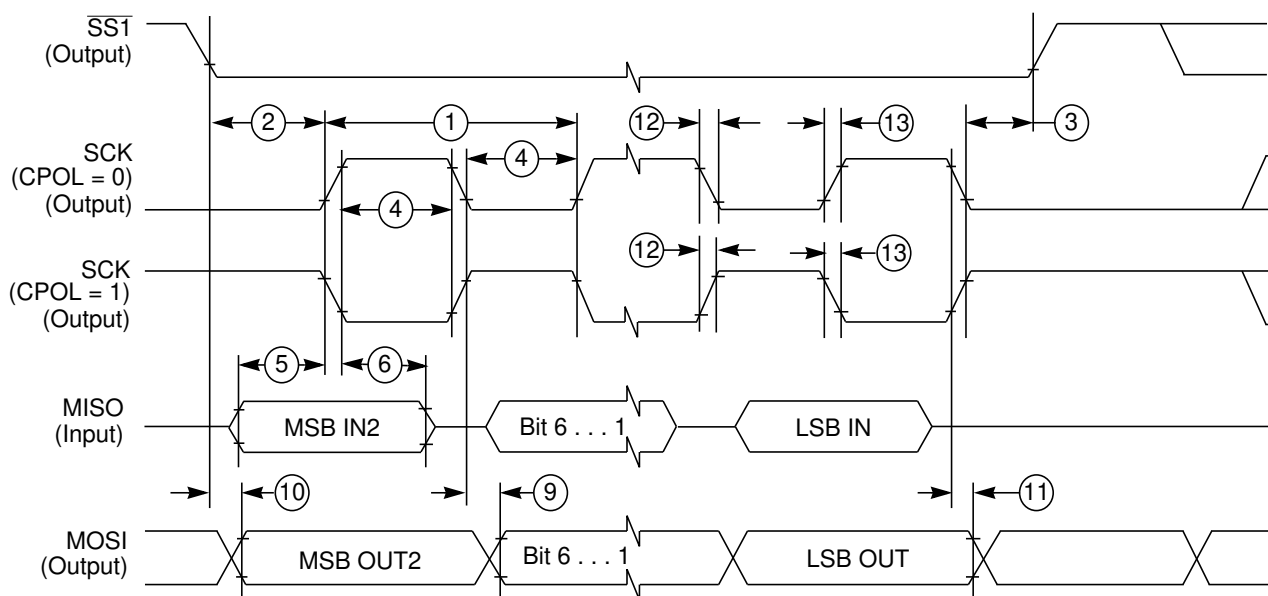 SS1
(Output)
2
1
12
13
3
SCK
(CPOL = 0)
(Output)
4
4
SCK
(CPOL = 1)
(Output)
12
13
5
6
MISO
(Input)
MSB IN2
Bit 6 . . . 1
LSB IN
10
9
11
MOSI
(Output)
MSB OUT2
Bit 6 . . . 1
LSB OUT